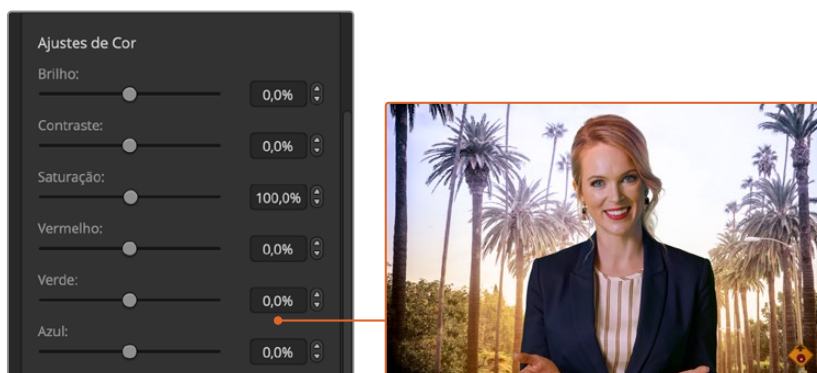 Ajustes de Cor
Brilho:
0,0%
Contraste:
0,0%
Saturação:
100,0%
Vermelho:
0,0%
Verde:
0,0%
Azul:
0,0%